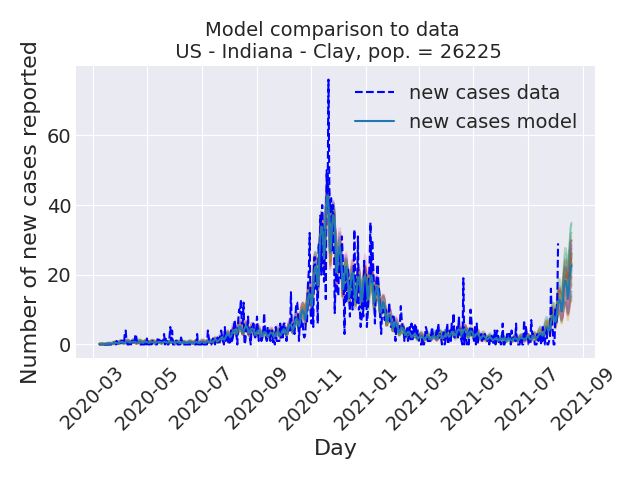 Model comparison to data
US - Indiana - Clay, pop. = 26225
Number of new cases reported
60
40
20
0
new cases data
new cases model
2020-03
2020-05
2020-07
2020-09
2020-11
2021-01
2021-03
2021-05
2021-07
2021-09
Day